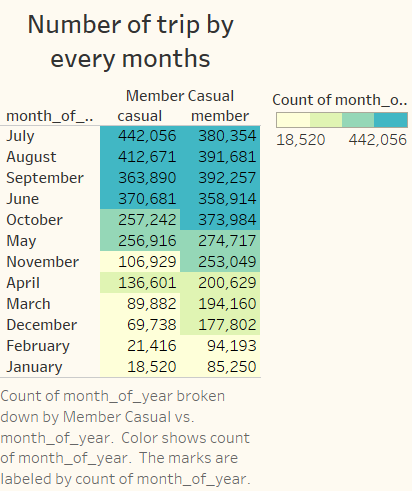 Number of trip by
every months
Member Casual
month_of_.. casual member
July 442,056 380,354
August 412,671 391,681
September 363,890 392,257
June 370,681 358,914
October 257,242 373,984
May 256,916 274,717
November 106,929 253,049
April 136,601 200,629
March 89,882 194,160
December 69,738 177,802
February 21,416 94,193
January 18,520 85,250
Count of month_o..
18,520 442,056
Count of month_of_year broken
down by Member Casual vs.
month_of_year. Color shows count
of month_of_year. The marks are
labeled by count of month_of_year.